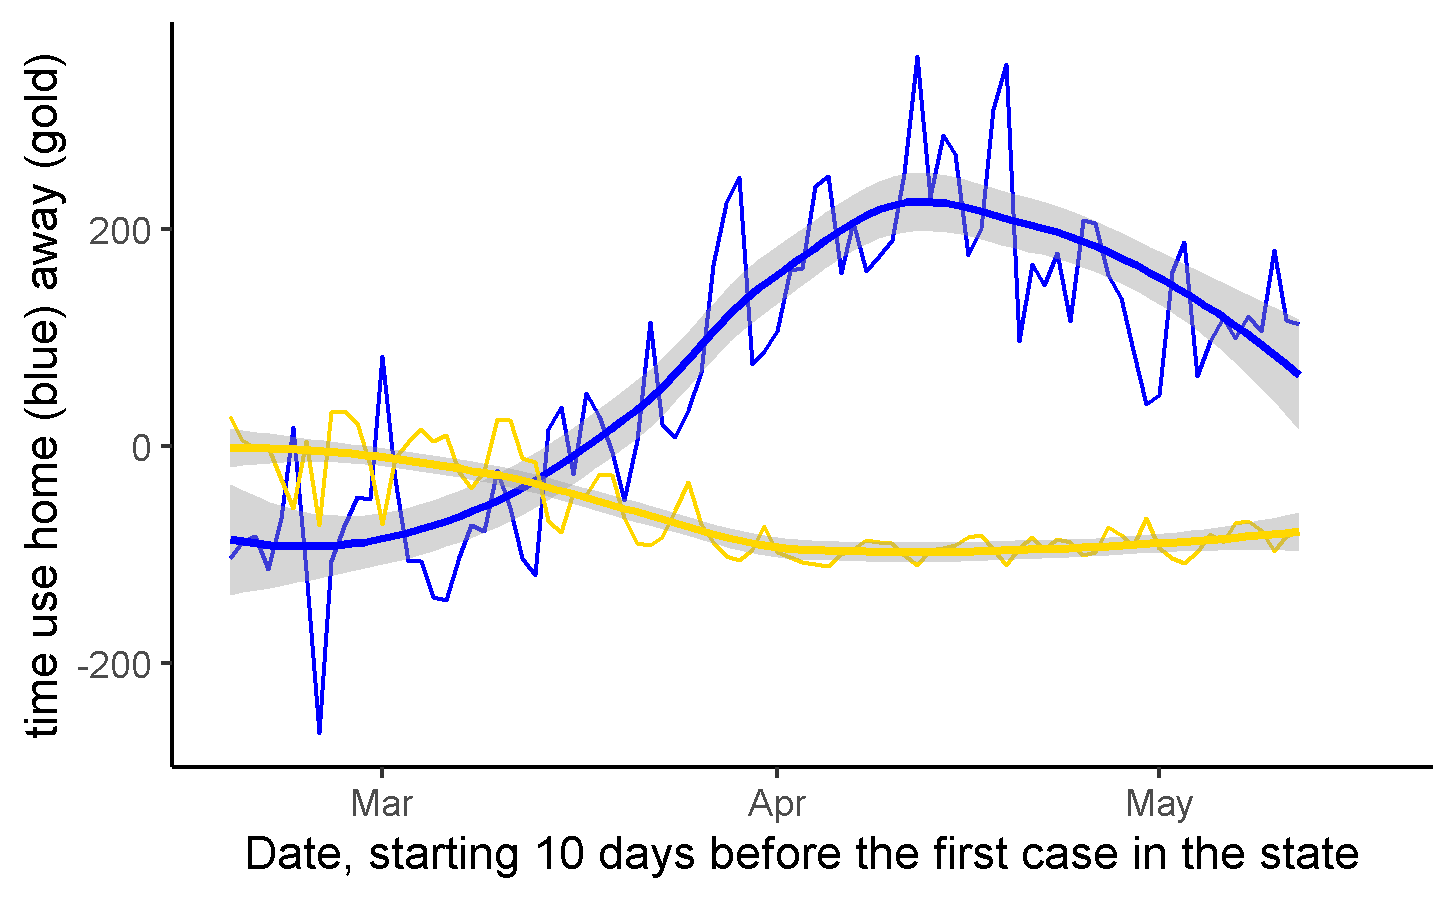 time use home (blue) away (gold)
200
0
-200
Mar Apr May
Date, starting 10 days before the first case in the state